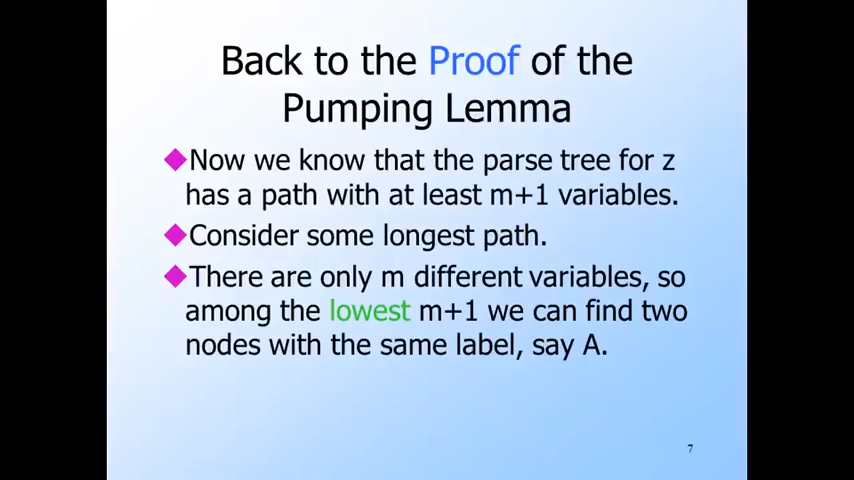 Back to the Proof of the
Pumping Lemma
Now we know that the parse tree for z
has a path with at least m+1 variables.
Consider some longest path.
There are only m different variables, so
among the lowest m+1 we can find two
nodes with the same label, say A.
7